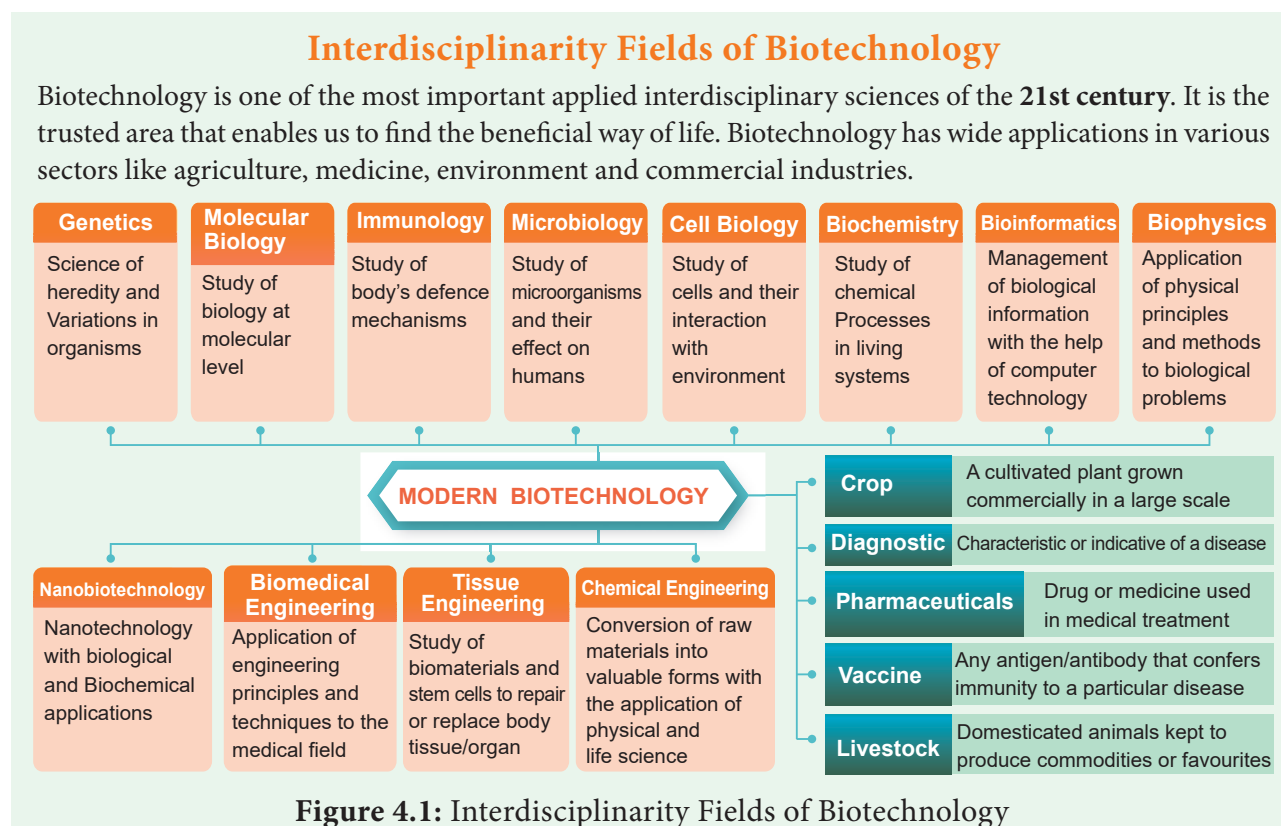 Interdisciplinarity Fields of Biotechnology
Biotechnology is one of the most important applied interdisciplinary sciences of the 21st century. It is the
trusted area that enables us to find the beneficial way of life. Biotechnology has wide applications in various
sectors like agriculture, medicine, environment and commercial industries.
Genetics
Science of
heredity and
Variations in
organisms
Molecular
Biology
Study of
biology at
molecular
level
Immunology
Study of
body's defence
mechanisms
Microbiology
Study of
microorganisms
and their
effect on
humans
Cell Biology
Study of
cells and their
interaction
with
environment
Biochemistry
Study of
chemical
Processes
in living
systems
Bioinformatics
Management
of biological
information
with the help
of computer
technology
Biophysics
Application
of physical
principles
and methods
to biological
problems
MODERN BIOTECHNOLOGY
Crop
A cultivated plant grown
commercially in a large scale
Diagnostic
Characteristic or indicative of a disease
Pharmaceuticals
Drug or medicine used
in medical treatment
Vaccine
Any antigen/antibody that confers
immunity to a particular disease
Livestock
Domesticated animals kept to
produce commodities or favourites
Nanobiotechnology
Nanotechnology
with biological
and Biochemical
applications
Biomedical
Engineering
Application of
engineering
principles and
techniques to the
medical field
Tissue
Engineering
Study of
biomaterials and
stem cells to repair
or replace body
tissue/organ
Chemical Engineering
Conversion of raw
materials into
valuable forms with
the application of
physical and
life science
Figure 4.1: Interdisciplinarity Fields of Biotechnology